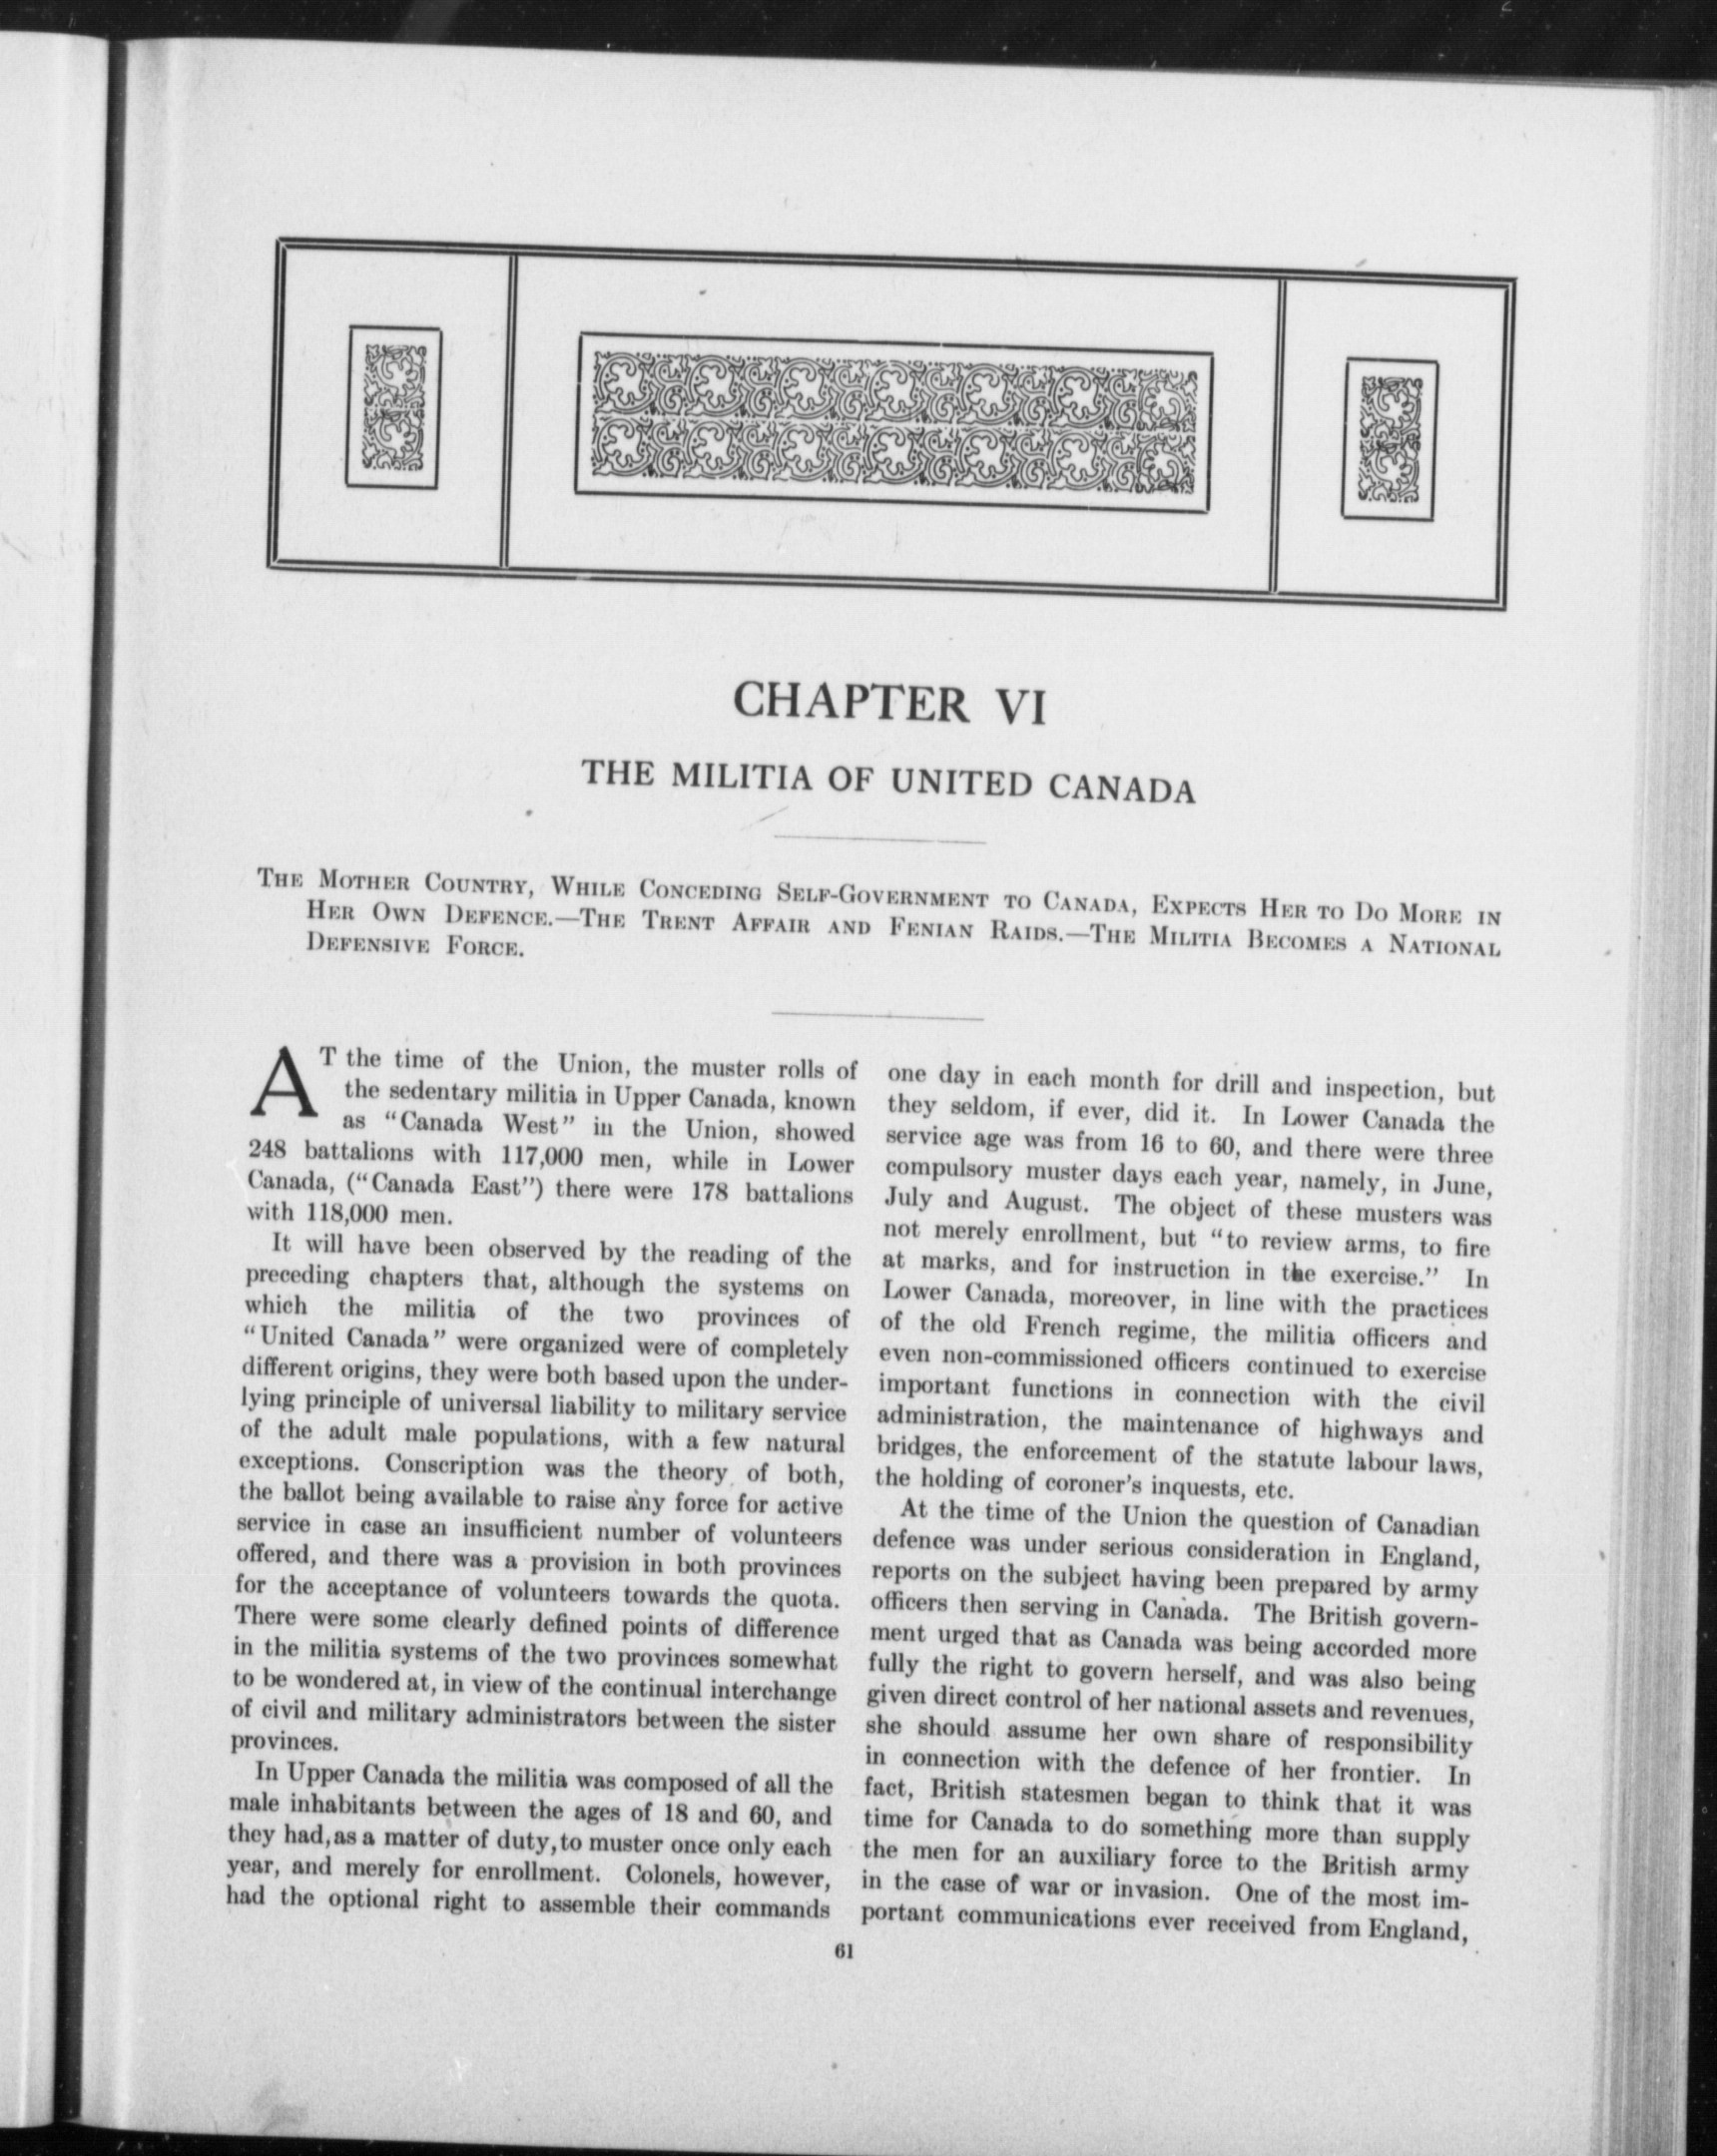 CHAPTER VI
THE MILITIA OF UNITED CANADA
THE MOTHER COUNTRY, WHILE CONCEDING SELF-GOVERNMENT TO CANADA, EXPECTS HER TO DO MORE IN
HER OWN DEFENCE.—THE TRENT AFFAIR AND FENIAN RAIDS.—THE MILITIA BECOMES A NATIONAL
DEFENSIVE FORCE.
AT the time of the Union, the muster rolls of
the sedentary militia in Upper Canada, known
as "Canada West" in the Union, showed
248 battalions with 117,000 men, while in Lower
Canada, ("Canada East") there were 178 battalions
with 118,000 men.
It will have been observed by the reading of the
preceding chapters that, although the systems on
which the militia of the two provinces of
"United Canada" were organized were of completely
different origins, they were both based upon the under-
lying principle of universal liability to military service
of the adult male populations, with a few natural
exceptions. Conscription was the theory of both,
the ballot being available to raise any force for active
service in case an insufficient number of volunteers
offered, and there was a provision in both provinces
for the acceptance of volunteers towards the quota.
There were some clearly defined points of difference
in the militia systems of the two provinces somewhat
to be wondered at, in view of the continual interchange
of civil and military administrators between the sister
provinces.
In Upper Canada the militia was composed of all the
male inhabitants between the ages of 18 and 60, and
they had, as a matter of duty, to muster once only each
year, and merely for enrollment. Colonels, however,
had the optional right to assemble their commands
one day in each month for drill and inspection, but
they seldom, if ever, did it. In Lower Canada the
service age was from 16 to 60, and there were three
compulsory muster days each year, namely, in June,
July and August. The object of these musters was
not merely enrollment, but "to review arms, to fire
at marks, and for instruction in the exercise." In
Lower Canada, moreover, in line with the practices
of the old French regime, the militia officers and
even non-commissioned officers continued to exercise
important functions in connection with the civil
administration, the maintenance of highways and
bridges, the enforcement of the statute labour laws,
the holding of coroner's inquests, etc.
At the time of the Union the question of Canadian
defence was under serious consideration in England,
reports on the subject having been prepared by army
officers then serving in Canada. The British govern-
ment urged that as Canada was being accorded more
fully the right to govern herself, and was also being
given direct control of her national assets and revenues,
she should assume her own share of responsibility
in connection with the defence of her frontier. In
fact, British statesmen began to think that it was
time for Canada to do something more than supply
the men for an auxiliary force to the British army
in the case of war or invasion. One of the most im-
portant communications ever received from England,
61